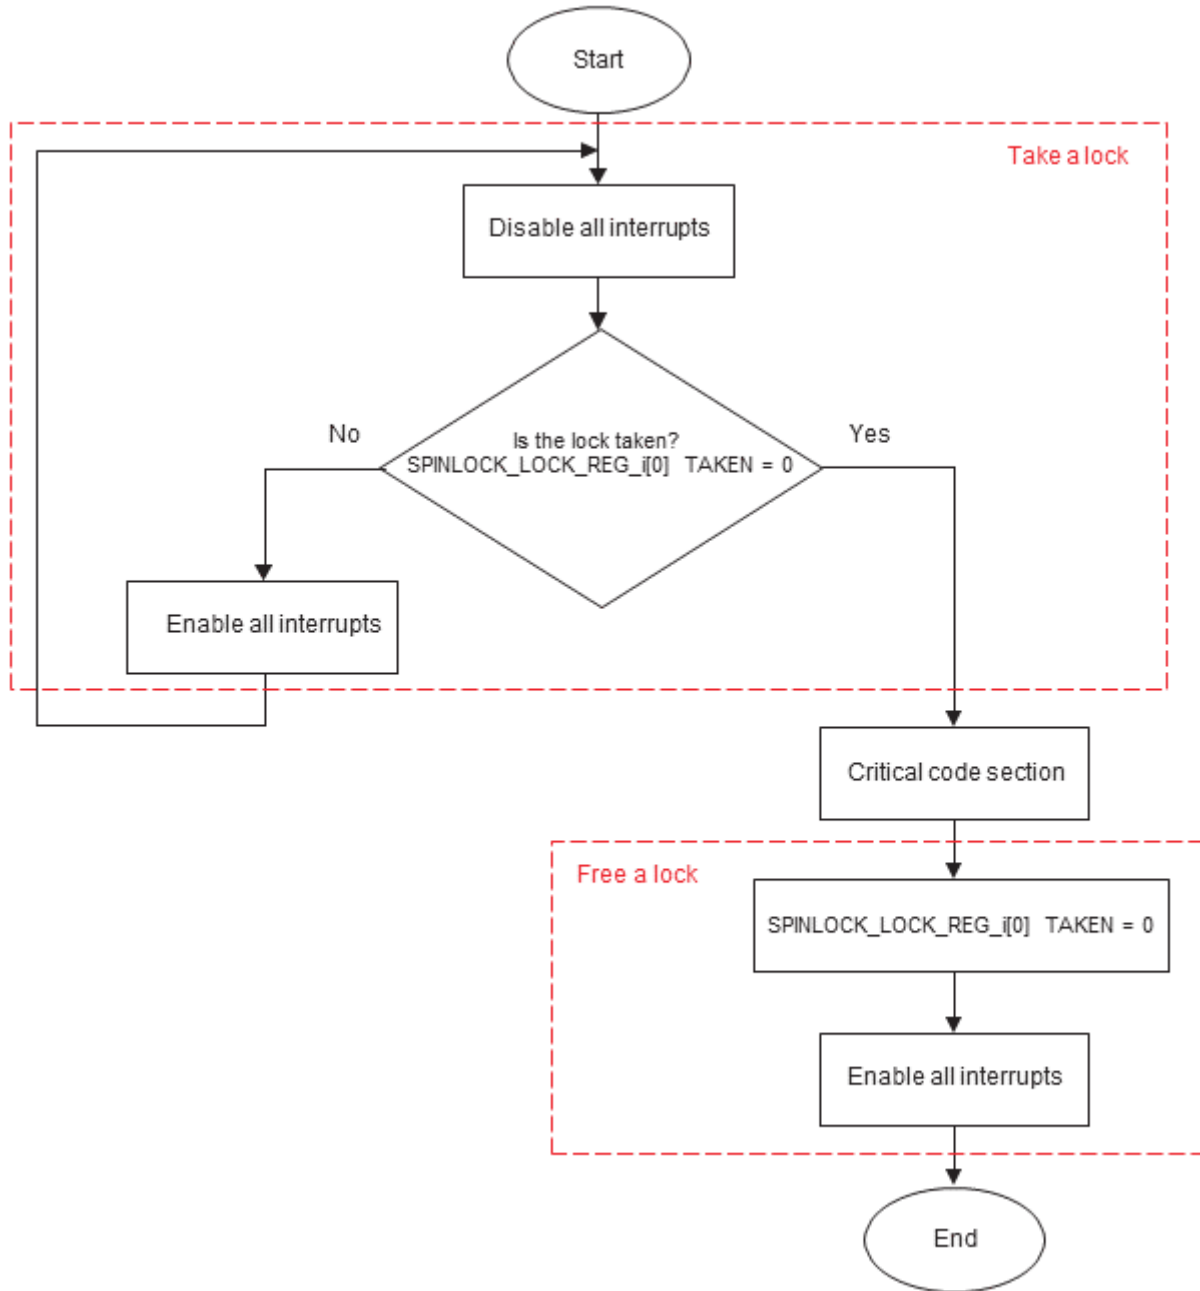 Start
Take a lock
Disable all interrupts
No
Yes
Is the lock taken?
SPINLOCK_LOCK_REG_i[0] TAKEN = 0
Enable all interrupts
Critical code section
Free a lock
SPINLOCK_LOCK_REG_i[0] TAKEN = 0
Enable all interrupts
End